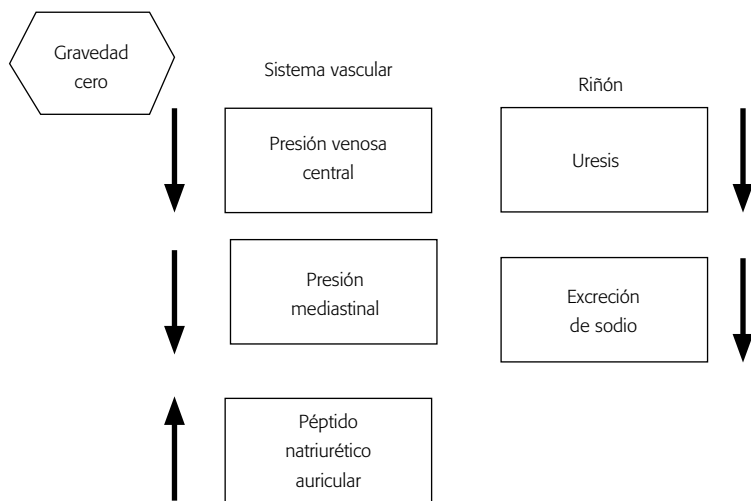 Gravedad
cero
Sistema vascular
Presión venosa
central
Presión
mediastinal
Péptido
natriurético
auricular
Riñón
Uresis
Excreción
de sodio